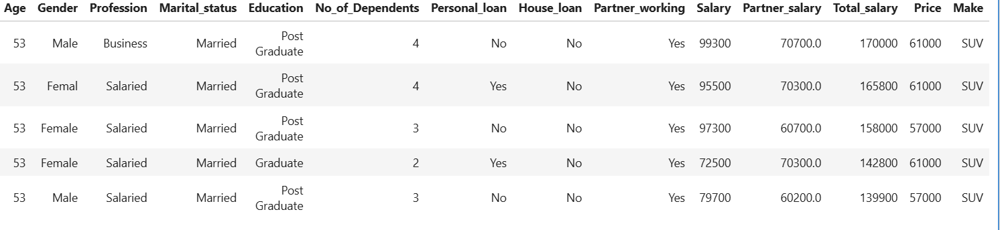 Age Gender Profession Marital_status Education No_of_Dependents Personal_loan House_loan Partner_working Salary Partner_salary Total_salary Price Make
53 Male Business Married Post Graduate 4 No No Yes 99300 70700.0 170000 61000 SUV
53 Femal Salaried Married Post Graduate 4 Yes No Yes 95500 70300.0 165800 61000 SUV
53 Female Salaried Married Post Graduate 3 No No Yes 97300 60700.0 158000 57000 SUV
53 Female Salaried Married Graduate 2 Yes No Yes 72500 70300.0 142800 61000 SUV
53 Male Salaried Married Post Graduate 3 No No Yes 79700 60200.0 139900 57000 SUV